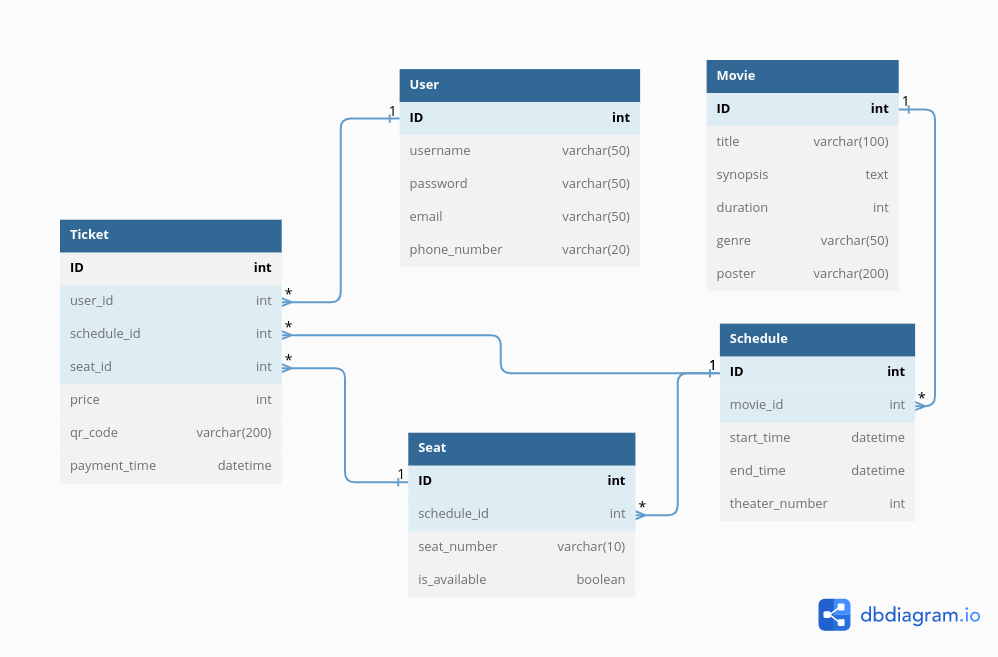 User
ID int
username varchar(50)
password varchar(50)
email varchar(50)
phone_number varchar(20)
Movie
ID int
title varchar(100)
synopsis text
duration int
genre varchar(50)
poster varchar(200)
Ticket
ID int
user_id int
schedule_id int
seat_id int
price int
qr_code varchar(200)
payment_time datetime
Schedule
ID int
movie_id int
start_time datetime
end_time datetime
theater_number int
Seat
ID int
schedule_id int
seat_number varchar(10)
is_available boolean
1
1
*
*
*
1
*
1
*
dbdiagram.io